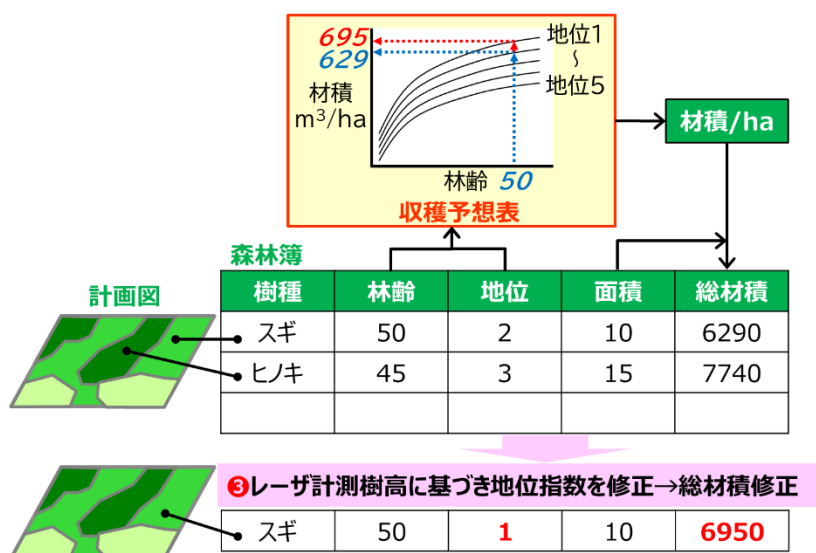 695
629
材積
m³/ha
地位1
～
地位5
林齢 50
収穫予想表
材積/ha
森林簿
計画図
樹種 林齢 地位 面積 総材積
スギ 50 2 10 6290
ヒノキ 45 3 15 7740
❸レーザ計測樹高に基づき地位指数を修正→総材積修正
スギ 50 1 10 6950